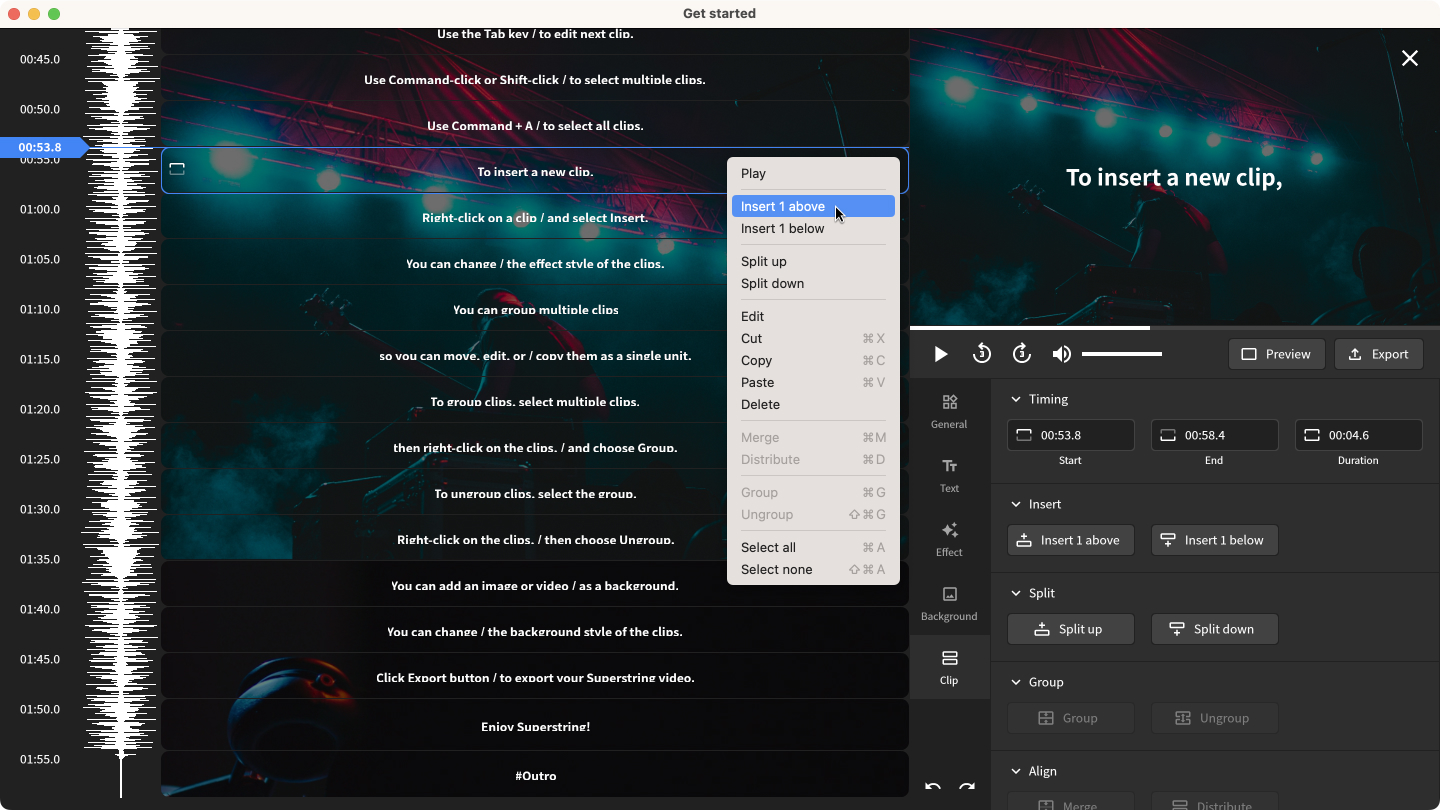 Get started
00:45.0
00:50.0
00:53.8
00:55.0
01:00.0
01:05.0
01:10.0
01:15.0
01:20.0
01:25.0
01:30.0
01:35.0
01:40.0
01:45.0
01:50.0
01:55.0
Use the Tab key / to edit next clip.
Use Command-click or Shift-click / to select multiple clips.
Use Command + A / to select all clips.
To insert a new clip,
Right-click on a clip / and select Insert.
You can change / the effect style of the clips.
You can group multiple clips
so you can move, edit, or / copy them as a single unit.
To group clips, select multiple clips,
then right-click on the clips, / and choose Group.
To ungroup clips, select the group.
Right-click on the clips, / then choose Ungroup.
You can add an image or video / as a background.
You can change / the background style of the clips.
Click Export button / to export your Superstring video.
Enjoy Superstring!
#Outro
Play
Insert 1 above
Insert 1 below
Split up
Split down
Edit
Cut ⌘ X
Copy ⌘ C
Paste ⌘ V
Delete
Merge ⌘ M
Distribute ⌘ D
Group ⌘ G
Ungroup ⇧ ⌘ G
Select all ⌘ A
Select none ⇧ ⌘ A
To insert a new clip,
3 3
Preview Export
General
Text
Effect
Background
Clip
Timing
00:53.8 00:58.4 00:04.6
Start End Duration
Insert
Insert 1 above Insert 1 below
Split
Split up Split down
Group
Group Ungroup
Align
Merge Distribute